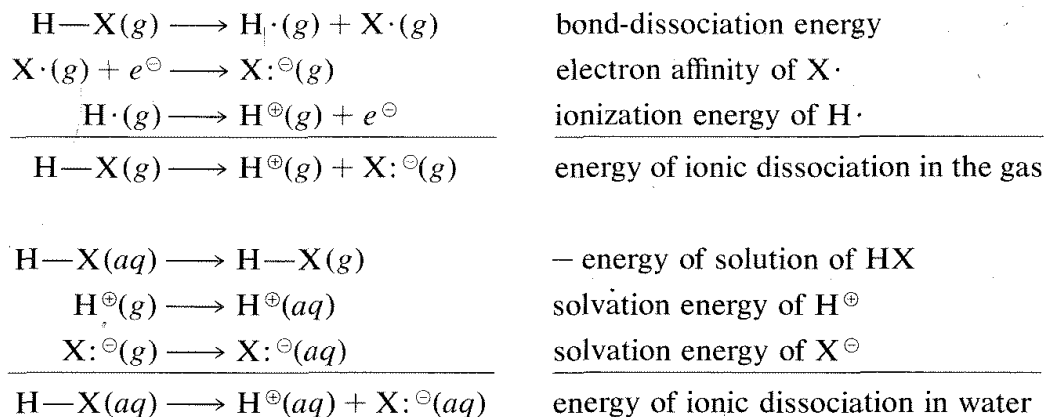 H—X(g) ⟶ H·(g) + X·(g) bond-dissociation energy
X·(g) + e⊖ ⟶ X:⊖(g) electron affinity of X·
H·(g) ⟶ H⊕(g) + e⊖ ionization energy of H·
H—X(g) ⟶ H⊕(g) + X:⊖(g) energy of ionic dissociation in the gas
H—X(aq) ⟶ H—X(g) − energy of solution of HX
H⊕(g) ⟶ H⊕(aq) solvation energy of H⊕
X:⊖(g) ⟶ X:⊖(aq) solvation energy of X⊖
H—X(aq) ⟶ H⊕(aq) + X:⊖(aq) energy of ionic dissociation in water